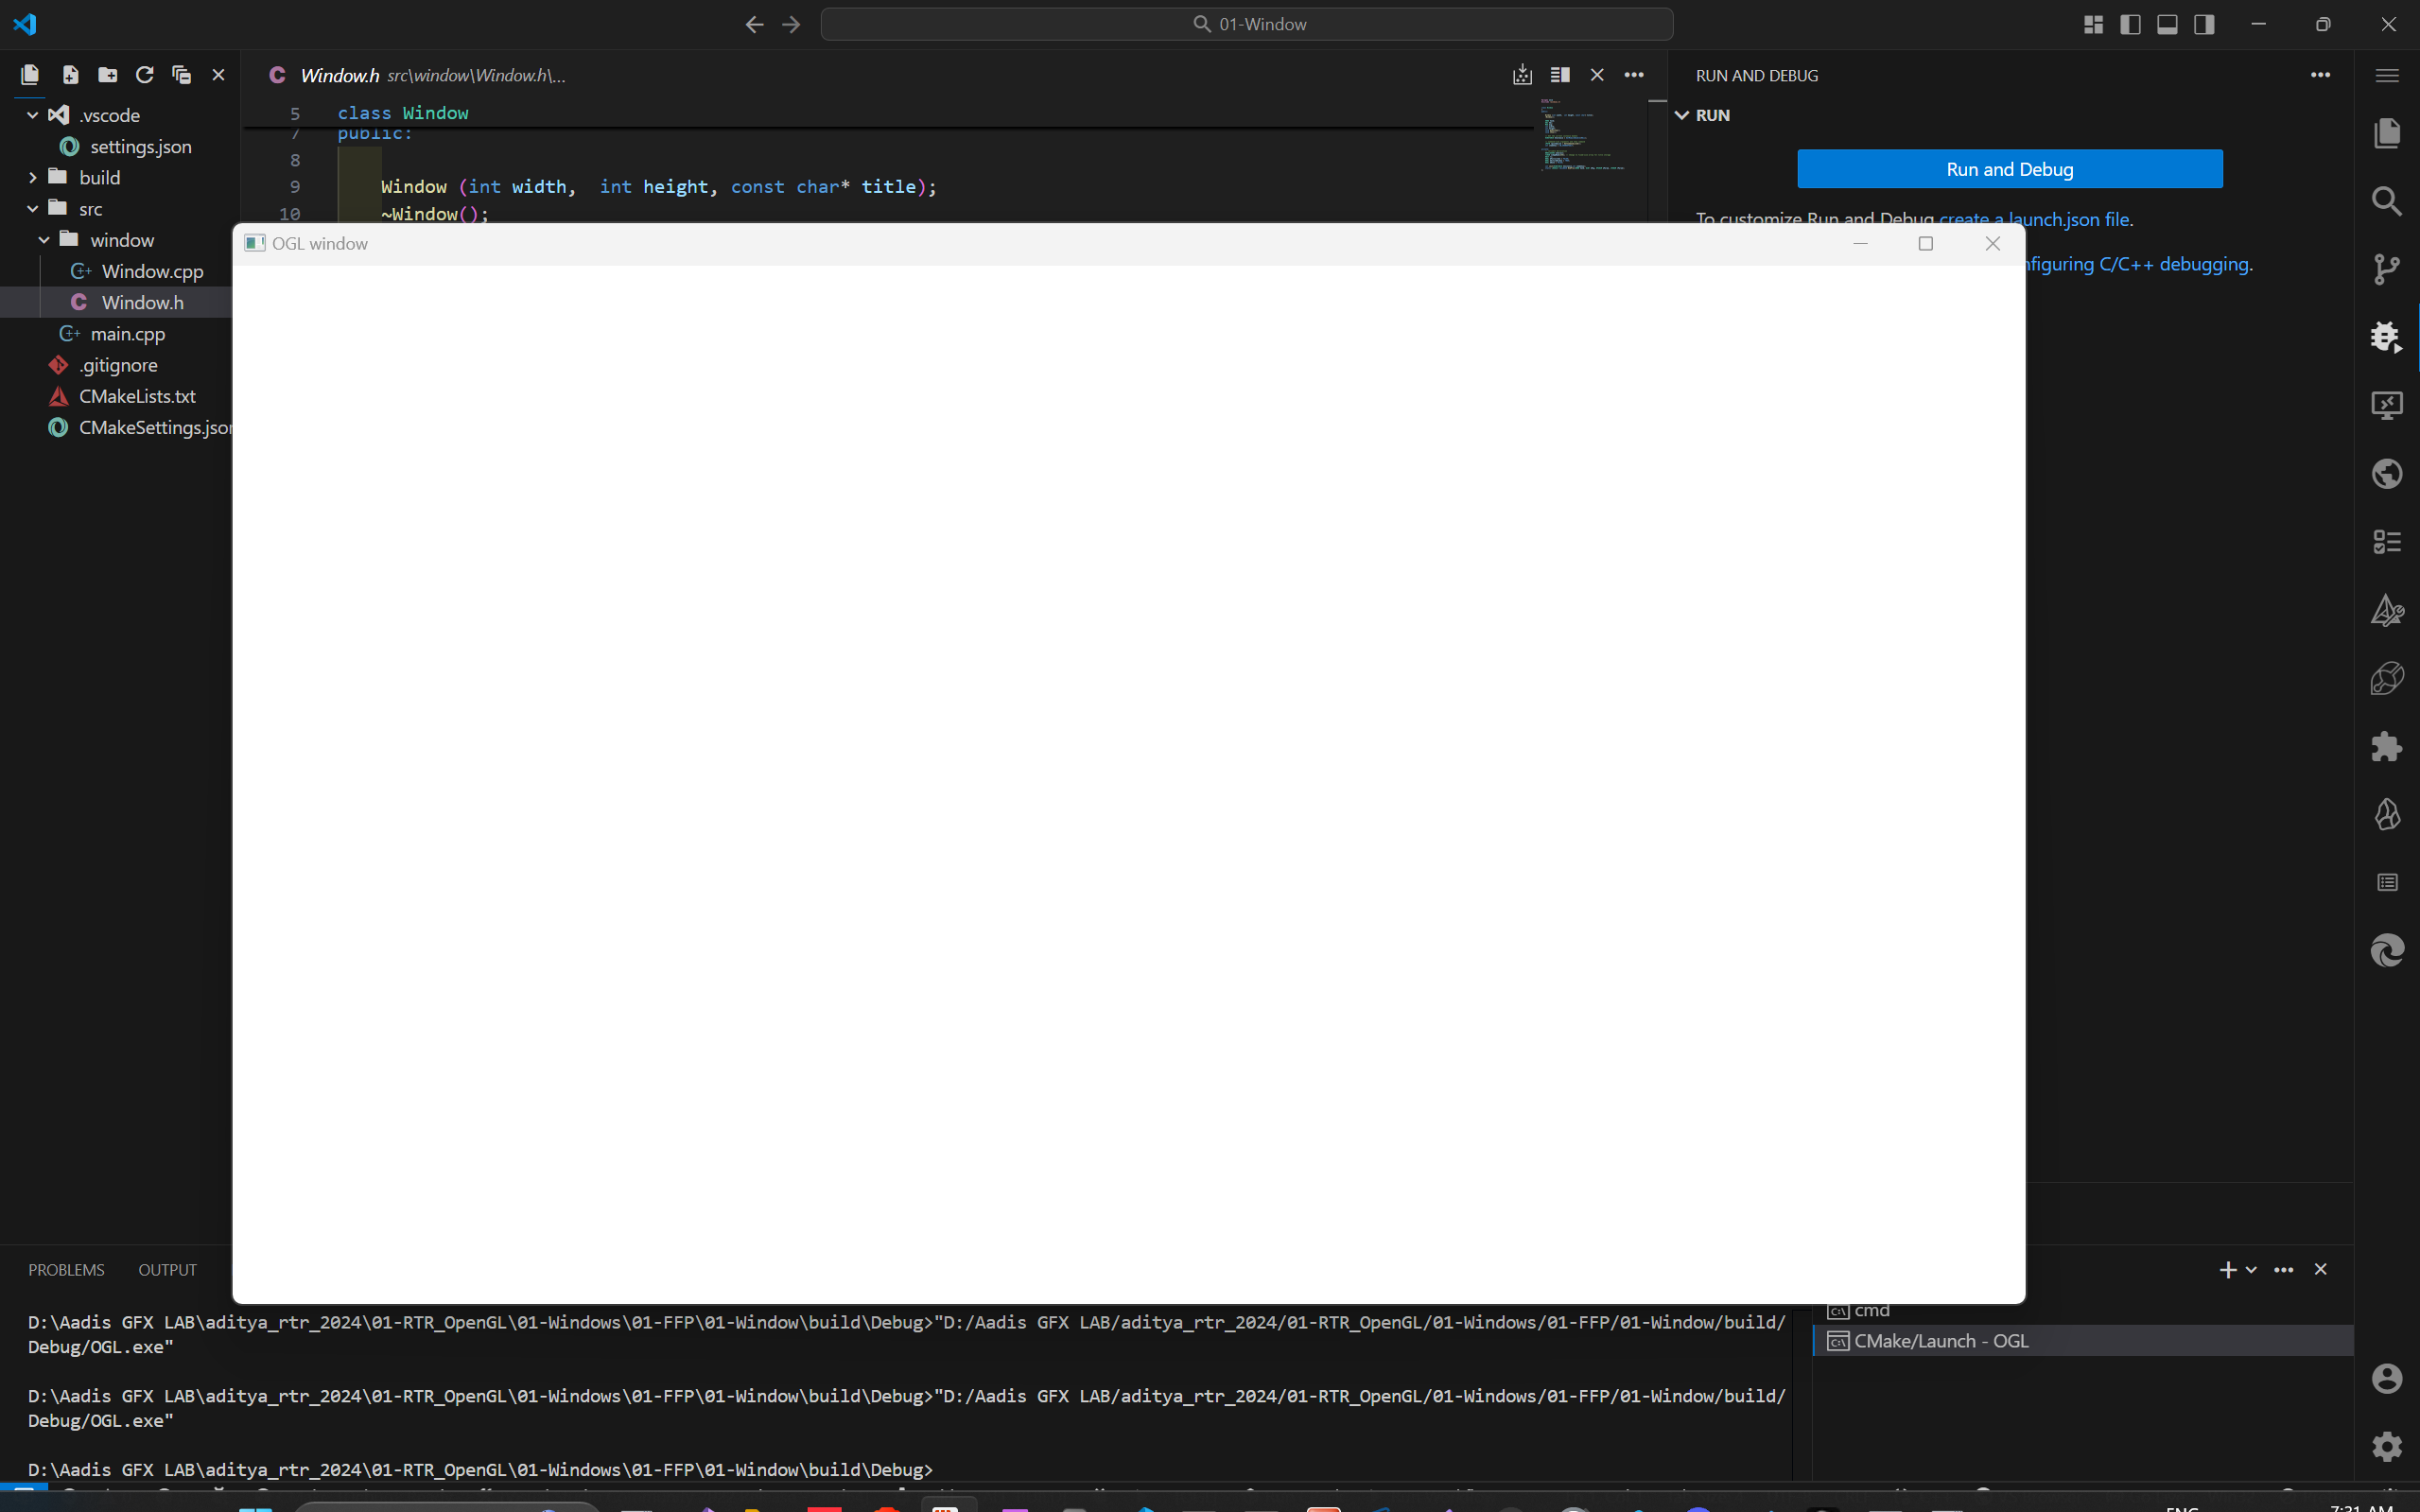 01-Window
Window.h src\window\Window.h\...
RUN AND DEBUG
.vscode
settings.json
build
src
window
Window.cpp
Window.h
main.cpp
.gitignore
CMakeLists.txt
CMakeSettings.json
5 class Window
7 public:
8
9 Window (int width, int height, const char* title);
10 ~Window();
RUN
Run and Debug
To customize Run and Debug create a launch.json file.
figuring C/C++ debugging.
OGL window
PROBLEMS OUTPUT
D:\Aadis GFX LAB\aditya_rtr_2024\01-RTR_OpenGL\01-Windows\01-FFP\01-Window\build\Debug>"D:/Aadis GFX LAB/aditya_rtr_2024/01-RTR_OpenGL/01-Windows/01-FFP/01-Window/build/
Debug/OGL.exe"
D:\Aadis GFX LAB\aditya_rtr_2024\01-RTR_OpenGL\01-Windows\01-FFP\01-Window\build\Debug>"D:/Aadis GFX LAB/aditya_rtr_2024/01-RTR_OpenGL/01-Windows/01-FFP/01-Window/build/
Debug/OGL.exe"
D:\Aadis GFX LAB\aditya_rtr_2024\01-RTR_OpenGL\01-Windows\01-FFP\01-Window\build\Debug>
cmd
CMake/Launch - OGL
ENG
7:31 AM